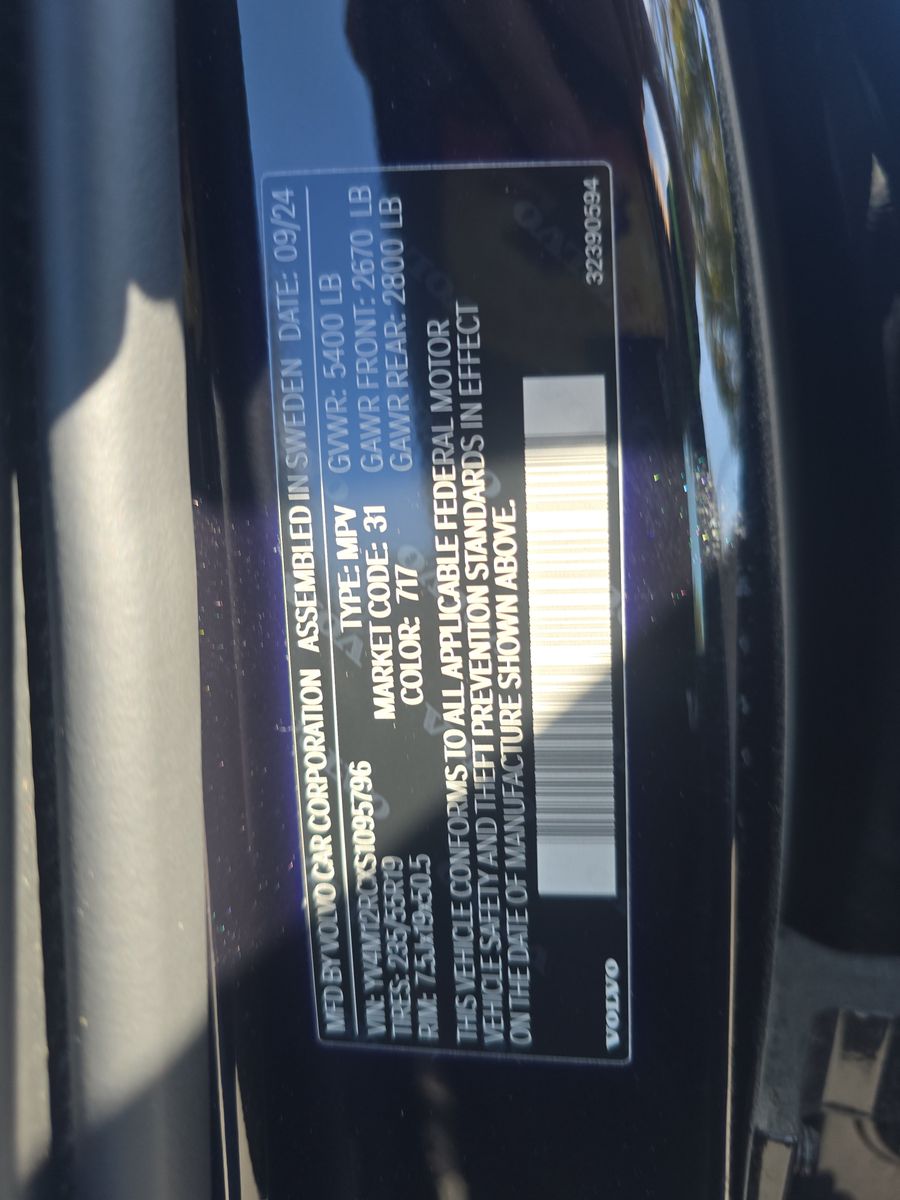 MFD BY VOLVO CAR CORPORATION ASSEMBLED IN SWEDEN DATE: 09/24
VIN: YV4M12RCXS1095796 TYPE: MPV GVWR: 5400 LB
TIRES: 235/55R19 MARKET CODE: 31 GAWR FRONT: 2670 LB
RIM: 7.5Jx19x50.5 COLOR: 717 GAWR REAR: 2800 LB
THIS VEHICLE CONFORMS TO ALL APPLICABLE FEDERAL MOTOR
VEHICLE SAFETY AND THEFT PREVENTION STANDARDS IN EFFECT
ON THE DATE OF MANUFACTURE SHOWN ABOVE.
VOLVO 32390594